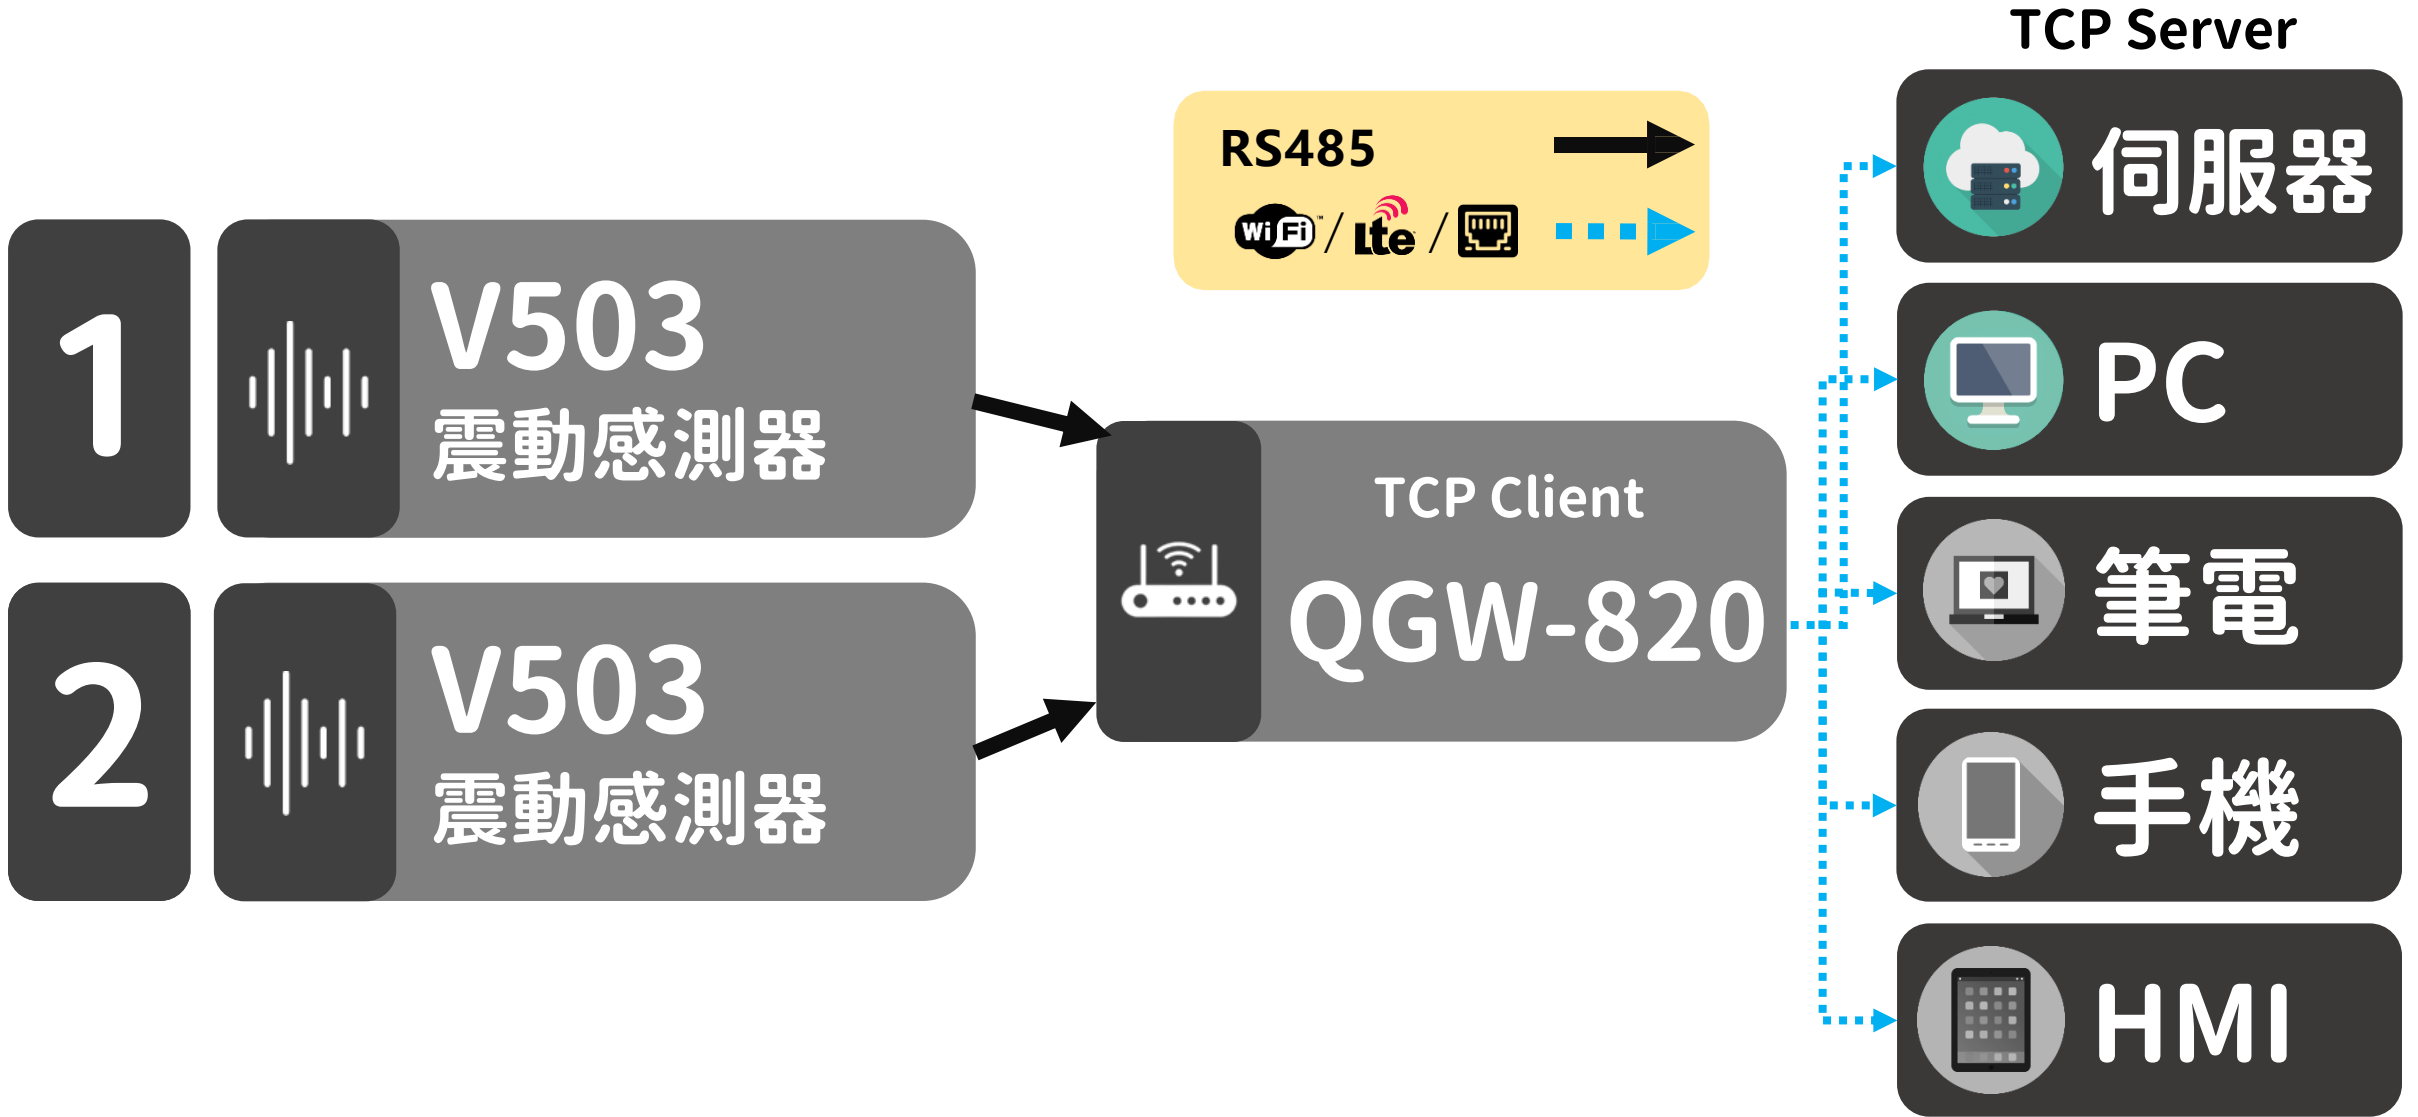 TCP Server
RS485
WiFi™ / Lte / 
1
V503
震動感測器
2
V503
震動感測器
TCP Client
QGW-820
伺服器
PC
筆電
手機
HMI